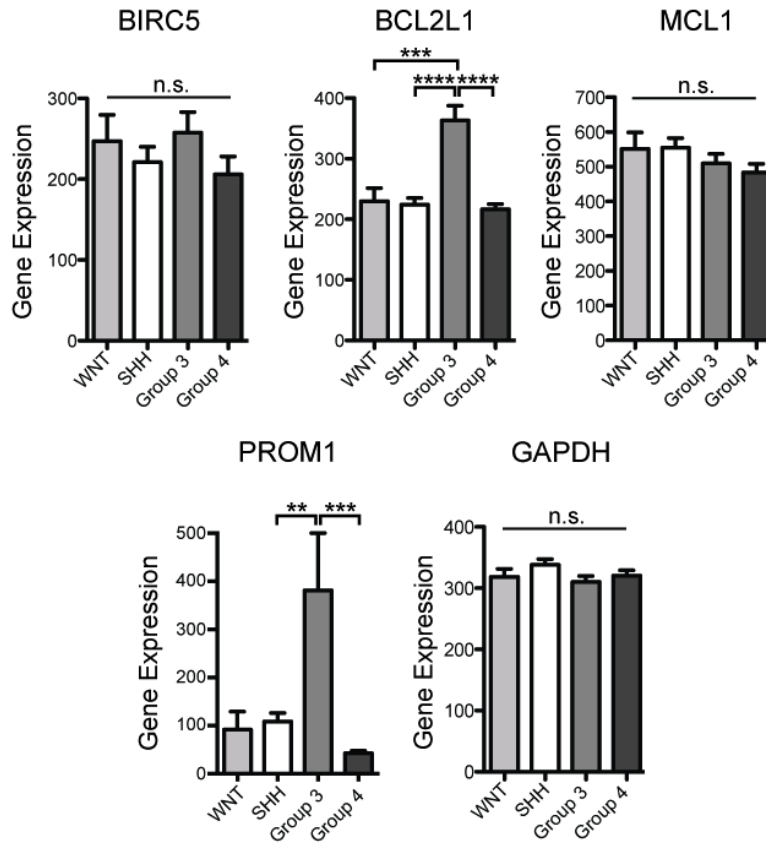 BIRC5
n.s.
300
200
100
0
Gene Expression
WNT
SHH
Group 3
Group 4
BCL2L1
***
**** ****
400
300
200
100
0
Gene Expression
WNT
SHH
Group 3
Group 4
MCL1
n.s.
700
600
500
400
300
200
100
0
Gene Expression
WNT
SHH
Group 3
Group 4
PROM1
** ***
500
400
300
200
100
0
Gene Expression
WNT
SHH
Group 3
Group 4
GAPDH
n.s.
400
300
200
100
0
Gene Expression
WNT
SHH
Group 3
Group 4